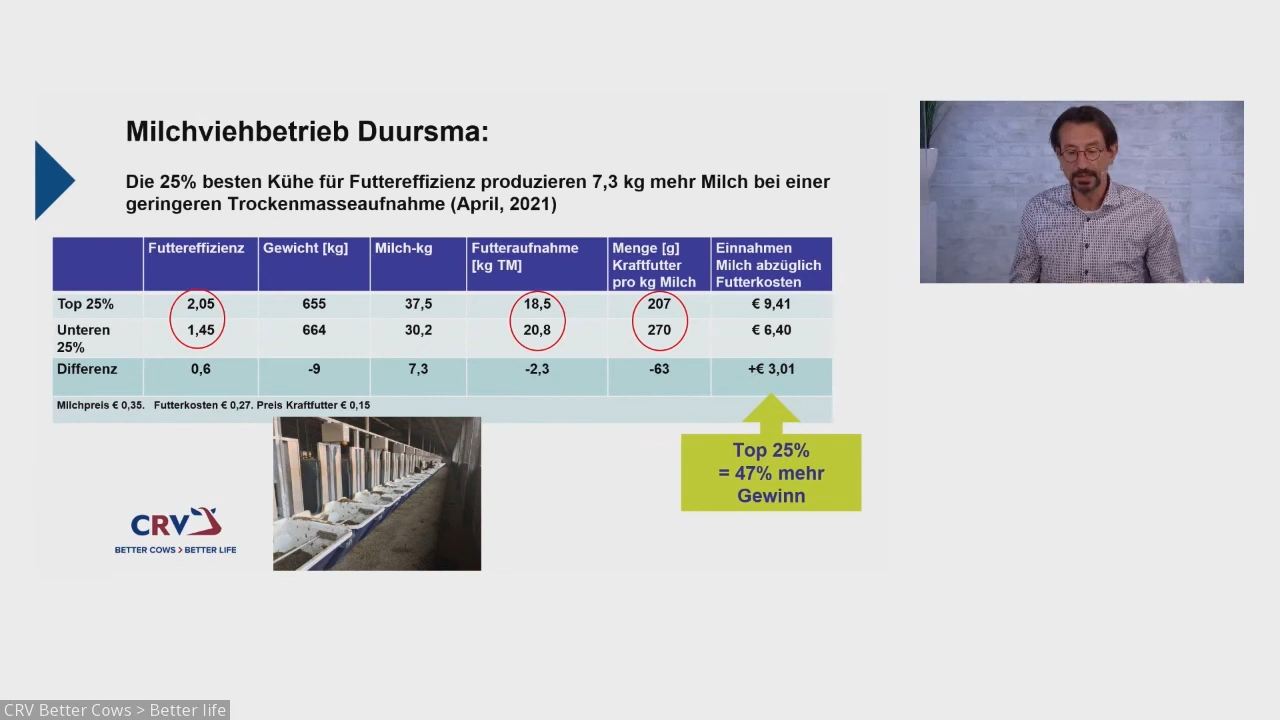 Milchviehbetrieb Duursma:
Die 25% besten Kühe für Futtereffizienz produzieren 7,3 kg mehr Milch bei einer
geringeren Trockenmasseaufnahme (April, 2021)
Futtereffizienz Gewicht [kg] Milch-kg Futteraufnahme [kg TM] Menge [g] Kraftfutter pro kg Milch Einnahmen Milch abzüglich Futterkosten
Top 25% 2,05 655 37,5 18,5 207 € 9,41
Unteren 25% 1,45 664 30,2 20,8 270 € 6,40
Differenz 0,6 -9 7,3 -2,3 -63 +€ 3,01
Milchpreis € 0,35. Futterkosten € 0,27. Preis Kraftfutter € 0,15
Top 25%
= 47% mehr
Gewinn
CRV
BETTER COWS > BETTER LIFE
CRV Better Cows > Better life